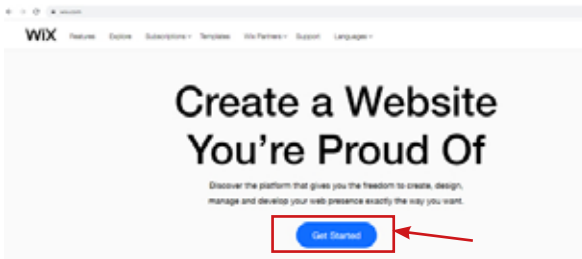 wix.com
WiX Features Explore Subscriptions Templates Wix Partners Support Languages
Create a Website
You're Proud Of
Discover the platform that gives you the freedom to create, design,
manage and develop your web presence exactly the way you want.
Get Started